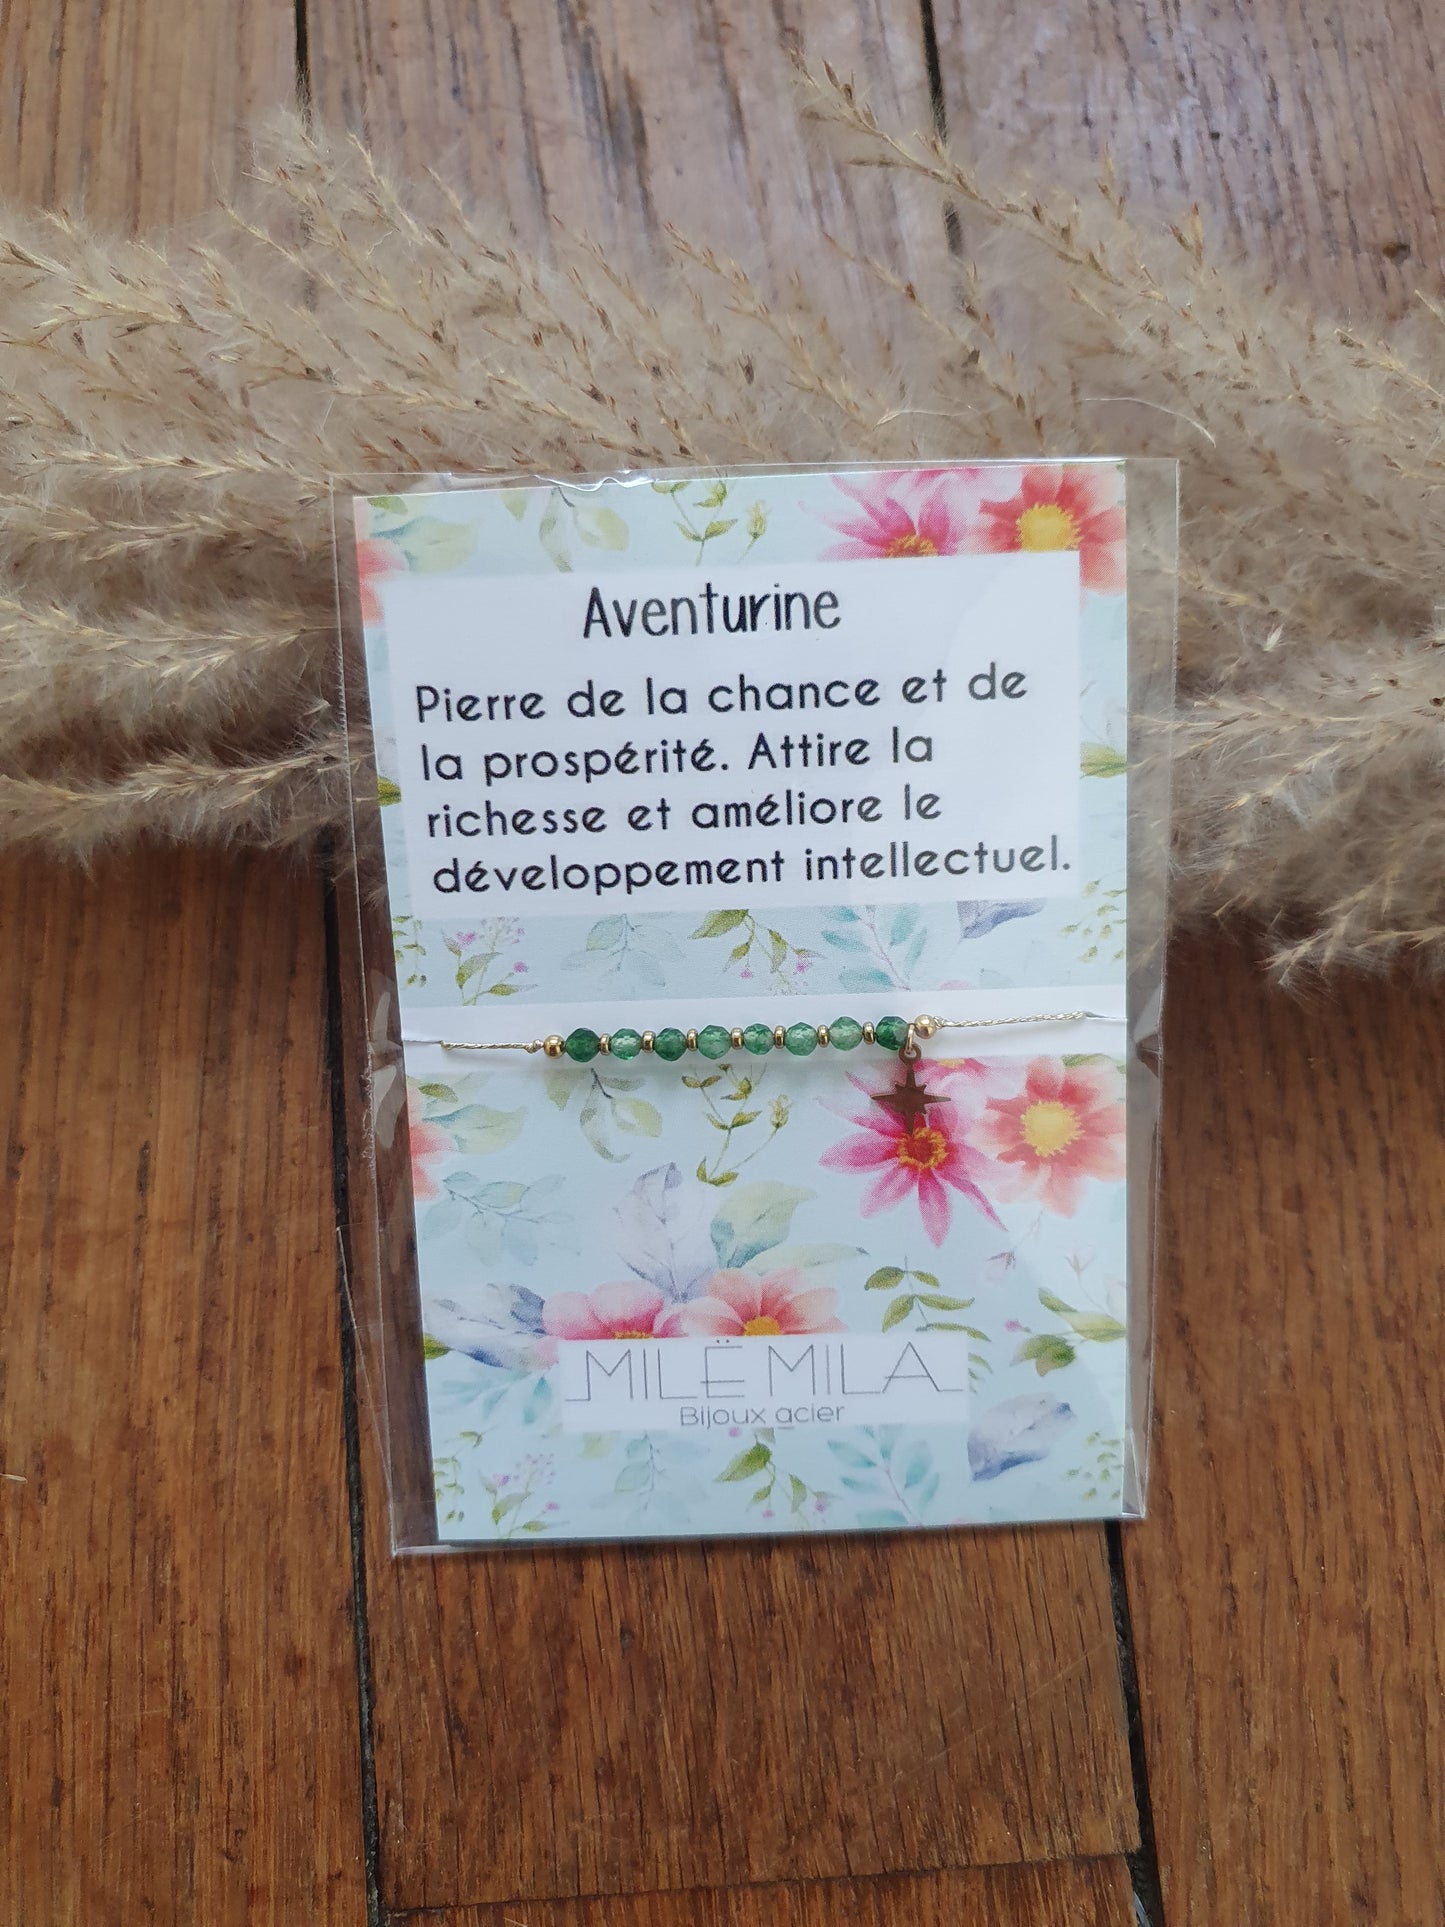 Aventurine
Pierre de la chance et de
la prospérité. Attire la
richesse et améliore le
développement intellectuel.
MILË MILA
Bijoux acier